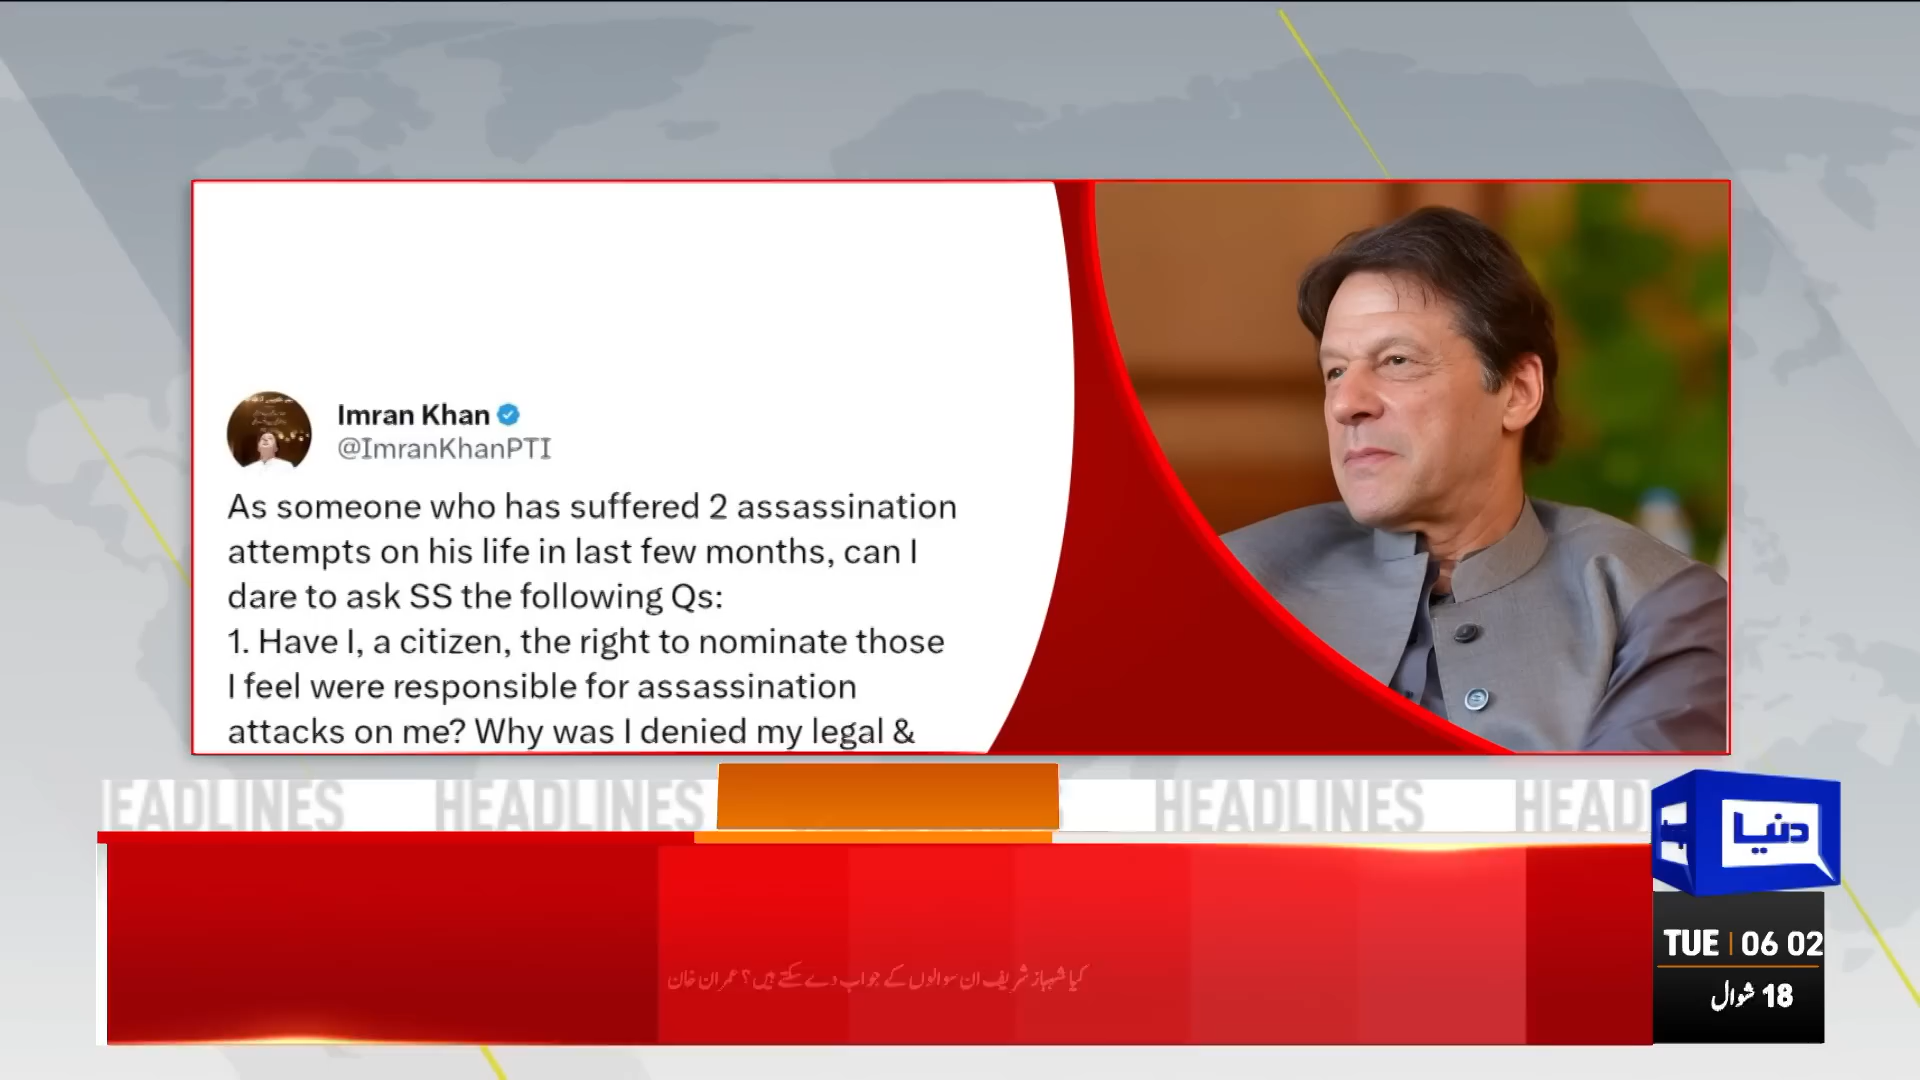 Imran Khan
@ImranKhanPTI
As someone who has suffered 2 assassination
attempts on his life in last few months, can I
dare to ask SS the following Qs:
1. Have I, a citizen, the right to nominate those
I feel were responsible for assassination
attacks on me? Why was I denied my legal &
EADLINES HEADLINES HEADLINES HEAD
دنیا
کیا شہباز شریف ان سوالوں کے جواب دے سکتے ہیں؟ عمران خان
TUE 06 02
18 شوال